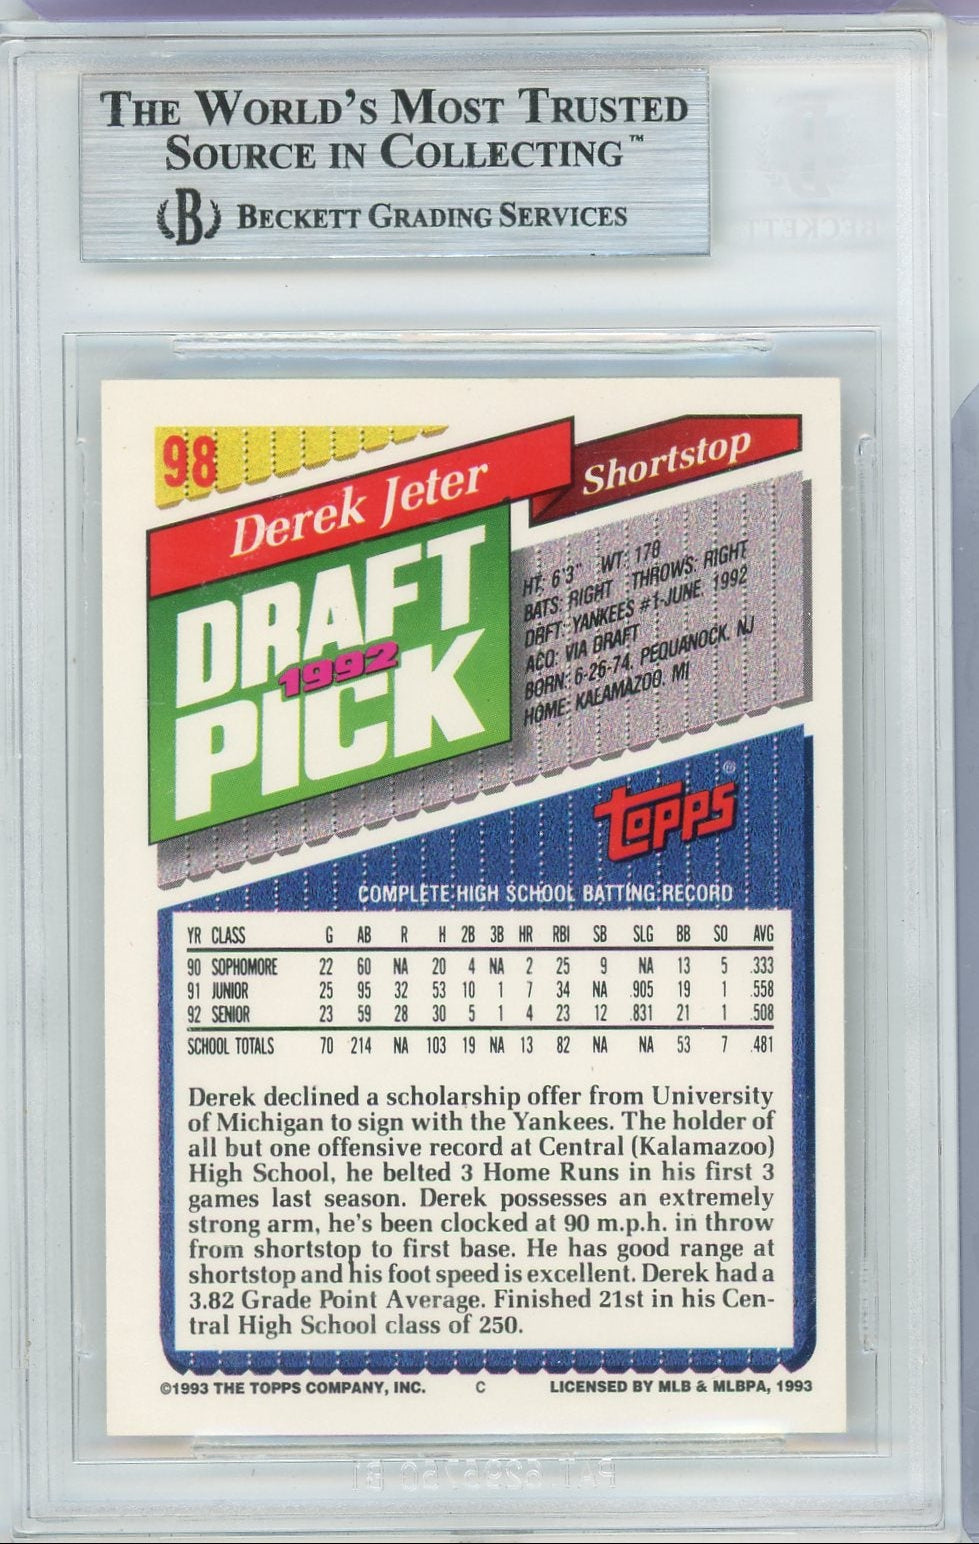 THE WORLD'S MOST TRUSTED
SOURCE IN COLLECTING™
B BECKETT GRADING SERVICES
BECKETT
98
Derek Jeter
Shortstop
DRAFT
1992
PICK
HT: 6'3" WT: 178
BATS: RIGHT THROWS: RIGHT
DRFT: YANKEES #1-JUNE, 1992
ACQ: VIA DRAFT
BORN: 6-26-74, PEQUANOCK, NJ
HOME: KALAMAZOO, MI
TOPPS®
COMPLETE HIGH SCHOOL BATTING RECORD
YR CLASS G AB R H 2B 3B HR RBI SB SLG BB SO AVG
90 SOPHOMORE 22 60 NA 20 4 NA 2 25 9 NA 13 5 .333
91 JUNIOR 25 95 32 53 10 1 7 34 NA .905 19 1 .558
92 SENIOR 23 59 28 30 5 1 4 23 12 .831 21 1 .508
SCHOOL TOTALS 70 214 NA 103 19 NA 13 82 NA NA 53 7 .481
Derek declined a scholarship offer from University
of Michigan to sign with the Yankees. The holder of
all but one offensive record at Central (Kalamazoo)
High School, he belted 3 Home Runs in his first 3
games last season. Derek possesses an extremely
strong arm, he's been clocked at 90 m.p.h. in throw
from shortstop to first base. He has good range at
shortstop and his foot speed is excellent. Derek had a
3.82 Grade Point Average. Finished 21st in his Cen-
tral High School class of 250.
©1993 THE TOPPS COMPANY, INC. C LICENSED BY MLB & MLBPA, 1993
PAT. 6295750 B1